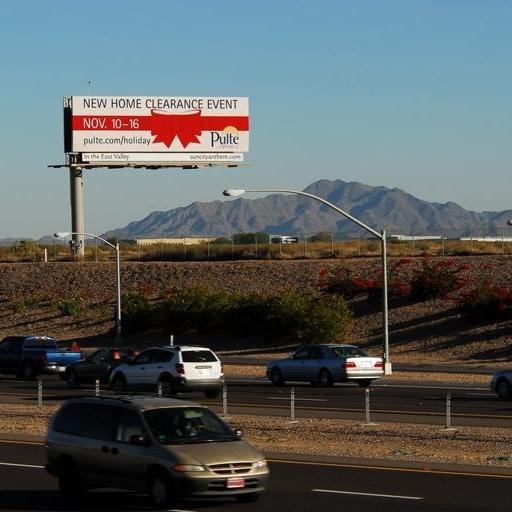 NEW HOME CLEARANCE EVENT
NOV. 10-16
pulte.com/holiday
Pulte
In the East Valley
suncityanthem.com